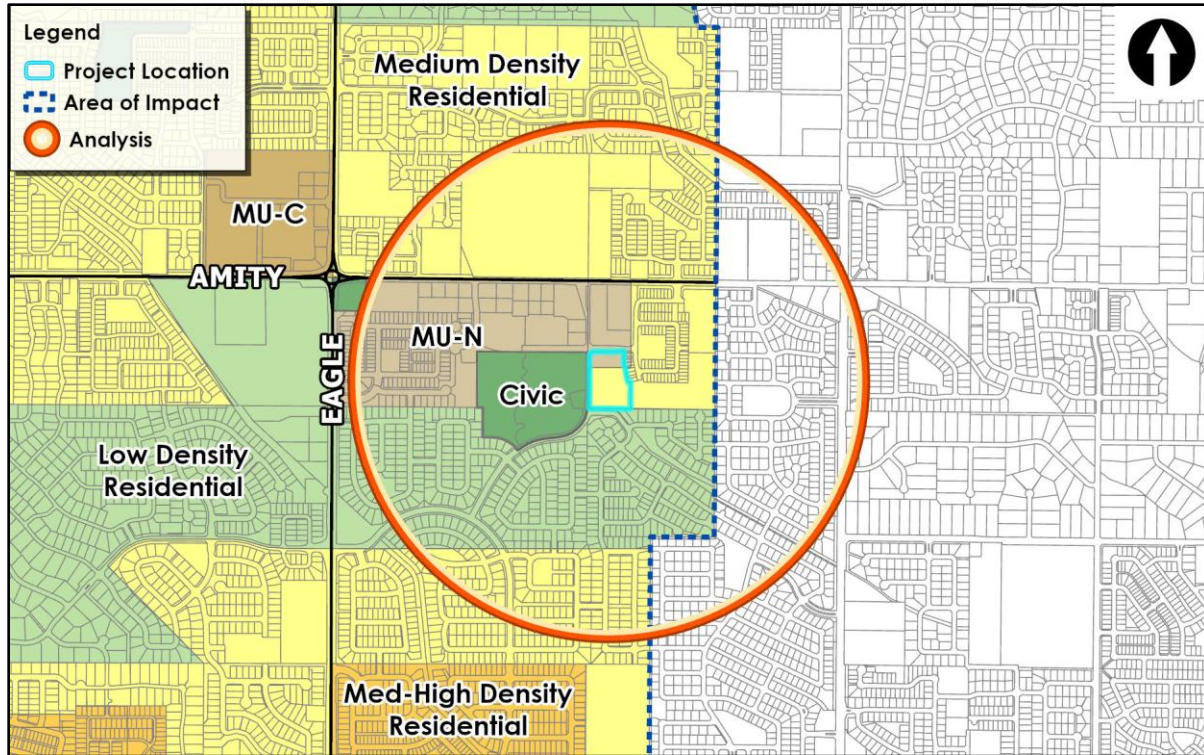 Legend
Project Location
Area of Impact
Analysis
Medium Density
Residential
MU-C
AMITY
EAGLE
MU-N
Civic
Low Density
Residential
Med-High Density
Residential